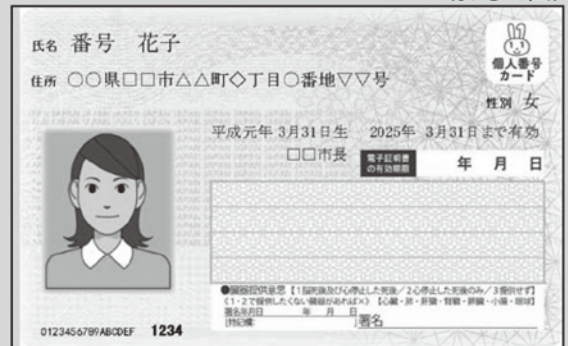 氏名 番号 花子
個人番号
カード
住所 ○○県□□市△△町◇丁目○番地▽▽号
性別 女
平成元年 3月31日生 2025年 3月31日まで有効
□□市長 電子証明書の有効期限 年 月 日
●臓器提供意思【1 脳死後及び心停止した死後／2 心停止した死後のみ／3 提供せず】
《1・2で提供したくない臓器があれば×》【心臓・肺・肝臓・腎臓・膵臓・小腸・眼球】
署名年月日 年 月 日
[特記欄: ] 署名
0123456789ABCDEF 1234